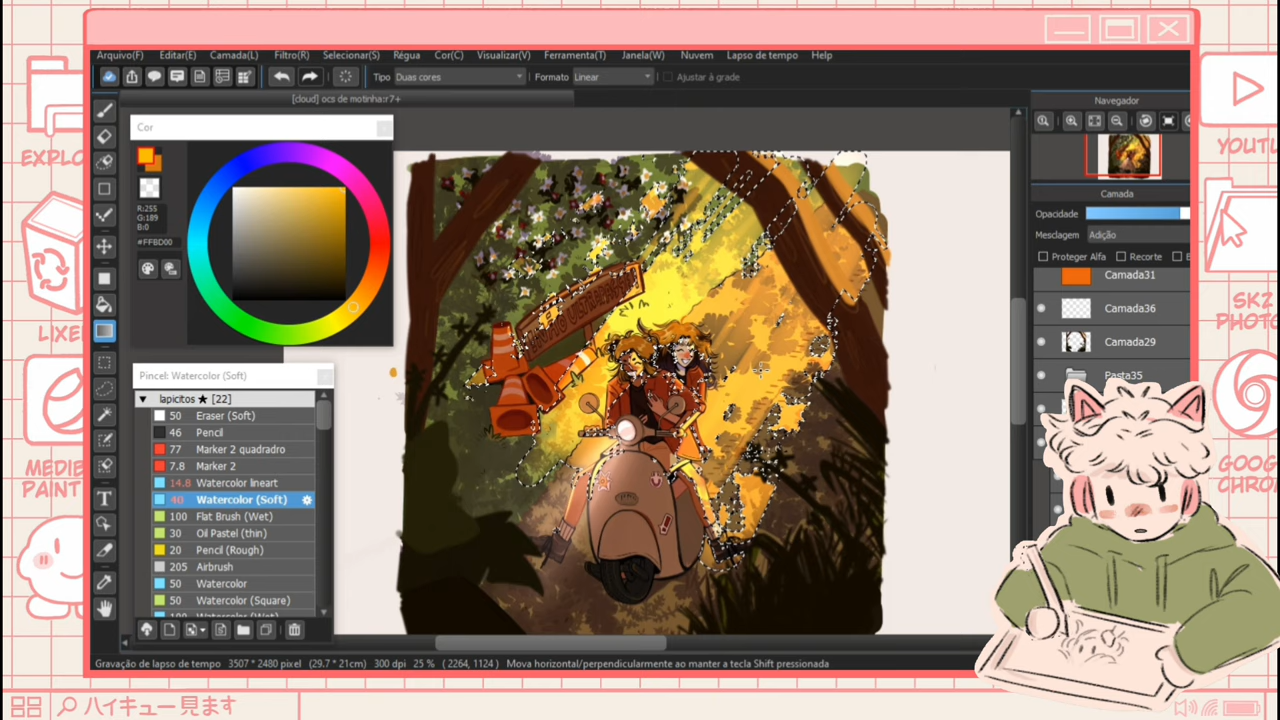 Arquivo(F) Editar(E) Camada(L) Filtro(R) Selecionar(S) Régua Cor(C) Visualizar(V) Ferramenta(T) Janela(W) Nuvem Lapso de tempo Help
Tipo Duas cores Formato Linear Ajustar à grade
[cloud] ocs de motinha:r7+
Navegador
Cor
R:255
G:189
B:0
#FFBD00
Camada
Opacidade
Mesclagem Adição
Proteger Alfa Recorte
Camada31
Camada36
Camada29
Pasta35
Pincel: Watercolor (Soft)
lapicitos ★ [22]
50 Eraser (Soft)
46 Pencil
77 Marker 2 quadrado
7.8 Marker 2
14.8 Watercolor lineart
40 Watercolor (Soft)
100 Flat Brush (Wet)
30 Oil Pastel (thin)
20 Pencil (Rough)
205 Airbrush
50 Watercolor
50 Watercolor (Square)
100 Watercolor (Wet)
Gravação de lapso de tempo 3507 * 2480 pixel (29.7 * 21cm) 300 dpi 25 % ( 2264, 1124 ) Mova horizontal/perpendicularmente ao manter a tecla Shift pressionada
EXPLO
LIXE
MEDIE
PAINT
YOUTU
SK2
PHOTO
GOOG
CHRO
ハイキュー見ます